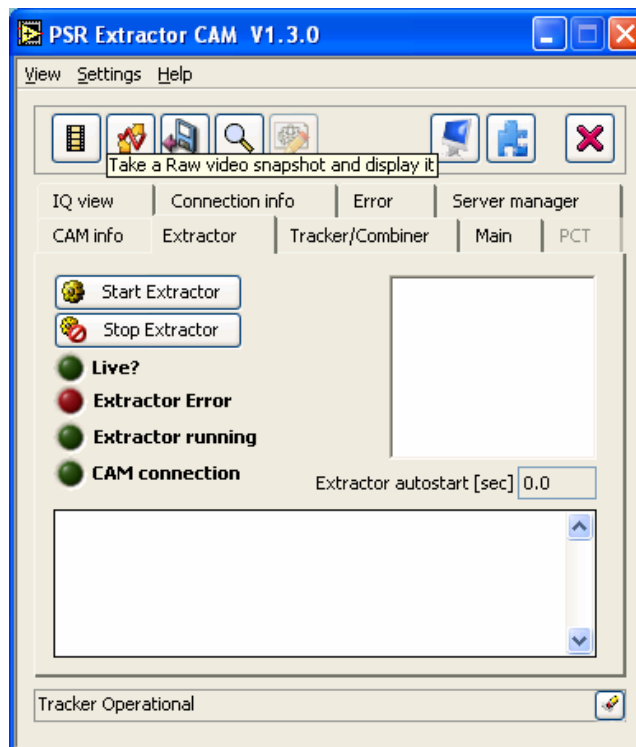 PSR Extractor CAM V1.3.0
View Settings Help
Take a Raw video snapshot and display it
IQ view Connection info Error Server manager
CAM info Extractor Tracker/Combiner Main PCT
Start Extractor
Stop Extractor
Live?
Extractor Error
Extractor running
CAM connection
Extractor autostart [sec] 0.0
Tracker Operational